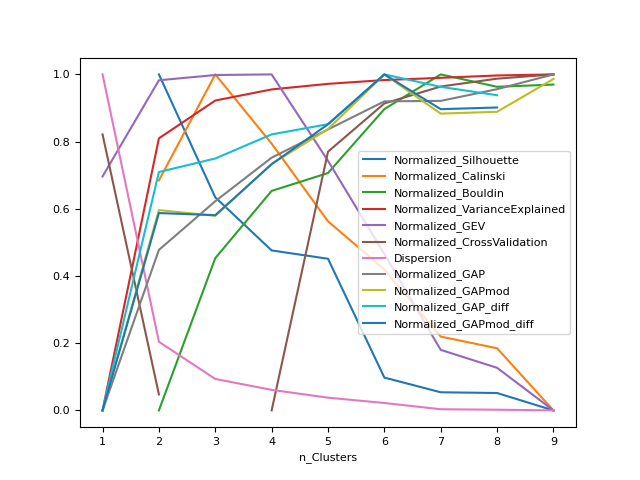 1.0
0.8
0.6
0.4
0.2
0.0
1 2 3 4 5 6 7 8 9
n_Clusters
Normalized_Silhouette
Normalized_Calinski
Normalized_Bouldin
Normalized_VarianceExplained
Normalized_GEV
Normalized_CrossValidation
Dispersion
Normalized_GAP
Normalized_GAPmod
Normalized_GAP_diff
Normalized_GAPmod_diff